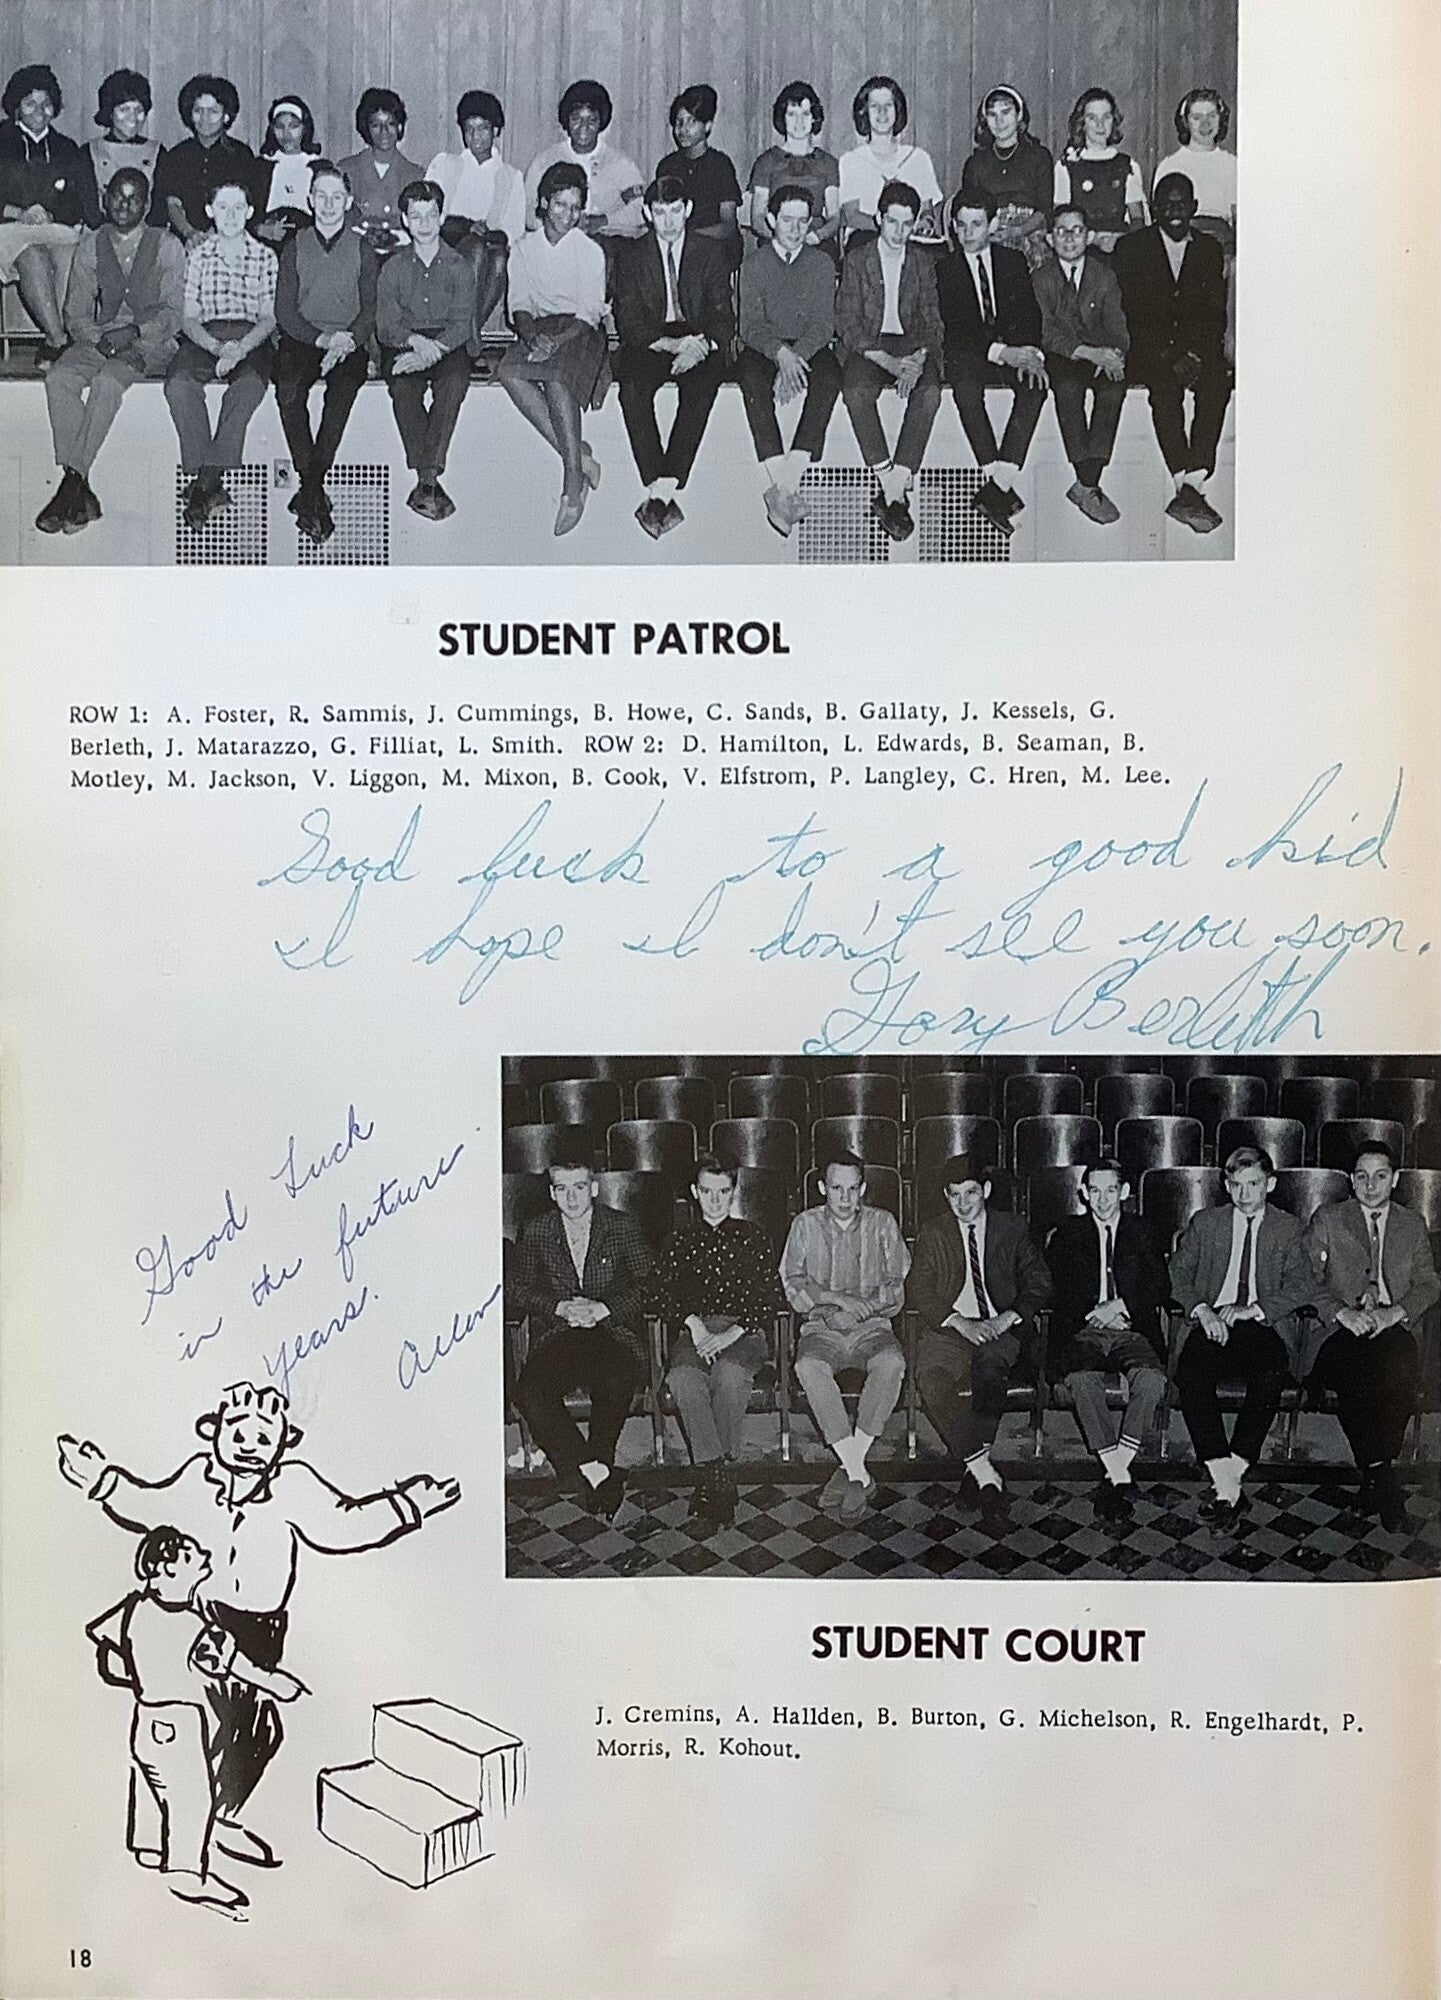 STUDENT PATROL
ROW 1: A. Foster, R. Sammis, J. Cummings, B. Howe, C. Sands, B. Gallaty, J. Kessels, G.
Berleth, J. Matarazzo, G. Filliat, L. Smith. ROW 2: D. Hamilton, L. Edwards, B. Seaman, B.
Motley, M. Jackson, V. Liggon, M. Mixon, B. Cook, V. Elfstrom, P. Langley, C. Hren, M. Lee.
Good luck to a good kid
I hope I don't see you soon.
Gary Berleth
Good Luck
in the future
years.
Allen
STUDENT COURT
J. Cremins, A. Hallden, B. Burton, G. Michelson, R. Engelhardt, P.
Morris, R. Kohout.
18